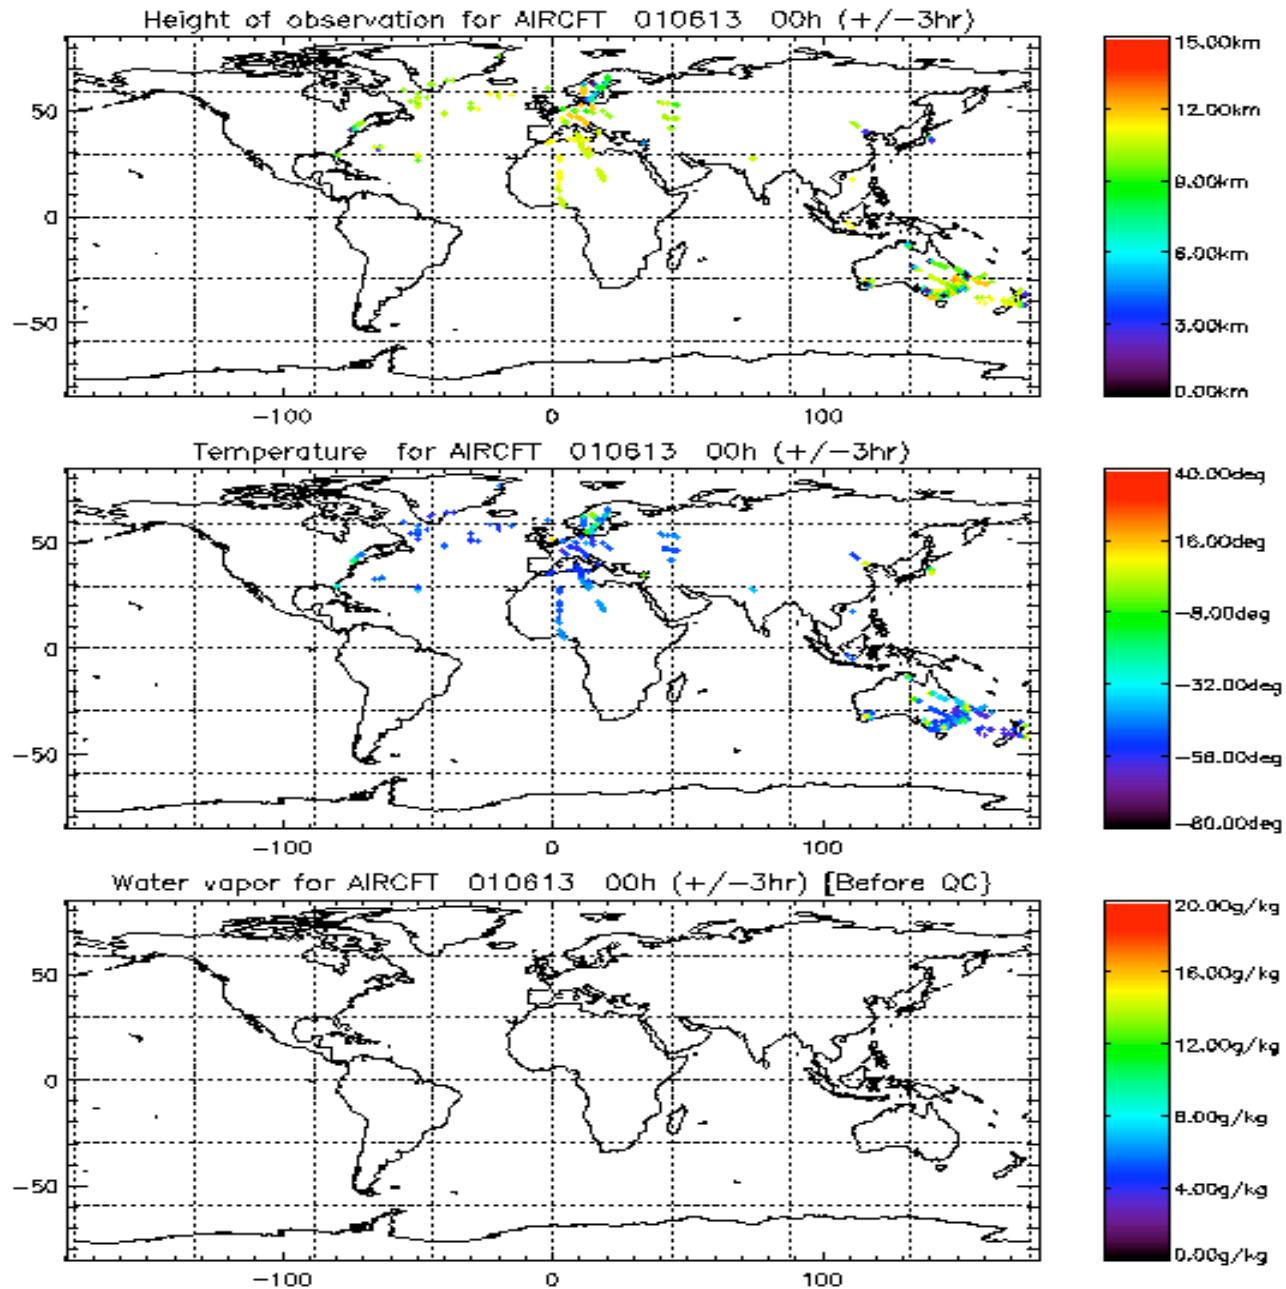 Height of observation for AIRCFT 010613 00h (+/-3hr)
50
0
-50
-100 0 100
15.00km
12.00km
9.00km
6.00km
3.00km
0.00km
Temperature for AIRCFT 010613 00h (+/-3hr)
50
0
-50
-100 0 100
40.00deg
16.00deg
-8.00deg
-32.00deg
-56.00deg
-80.00deg
Water vapor for AIRCFT 010613 00h (+/-3hr) [Before QC}
50
0
-50
-100 0 100
20.00g/kg
16.00g/kg
12.00g/kg
8.00g/kg
4.00g/kg
0.00g/kg